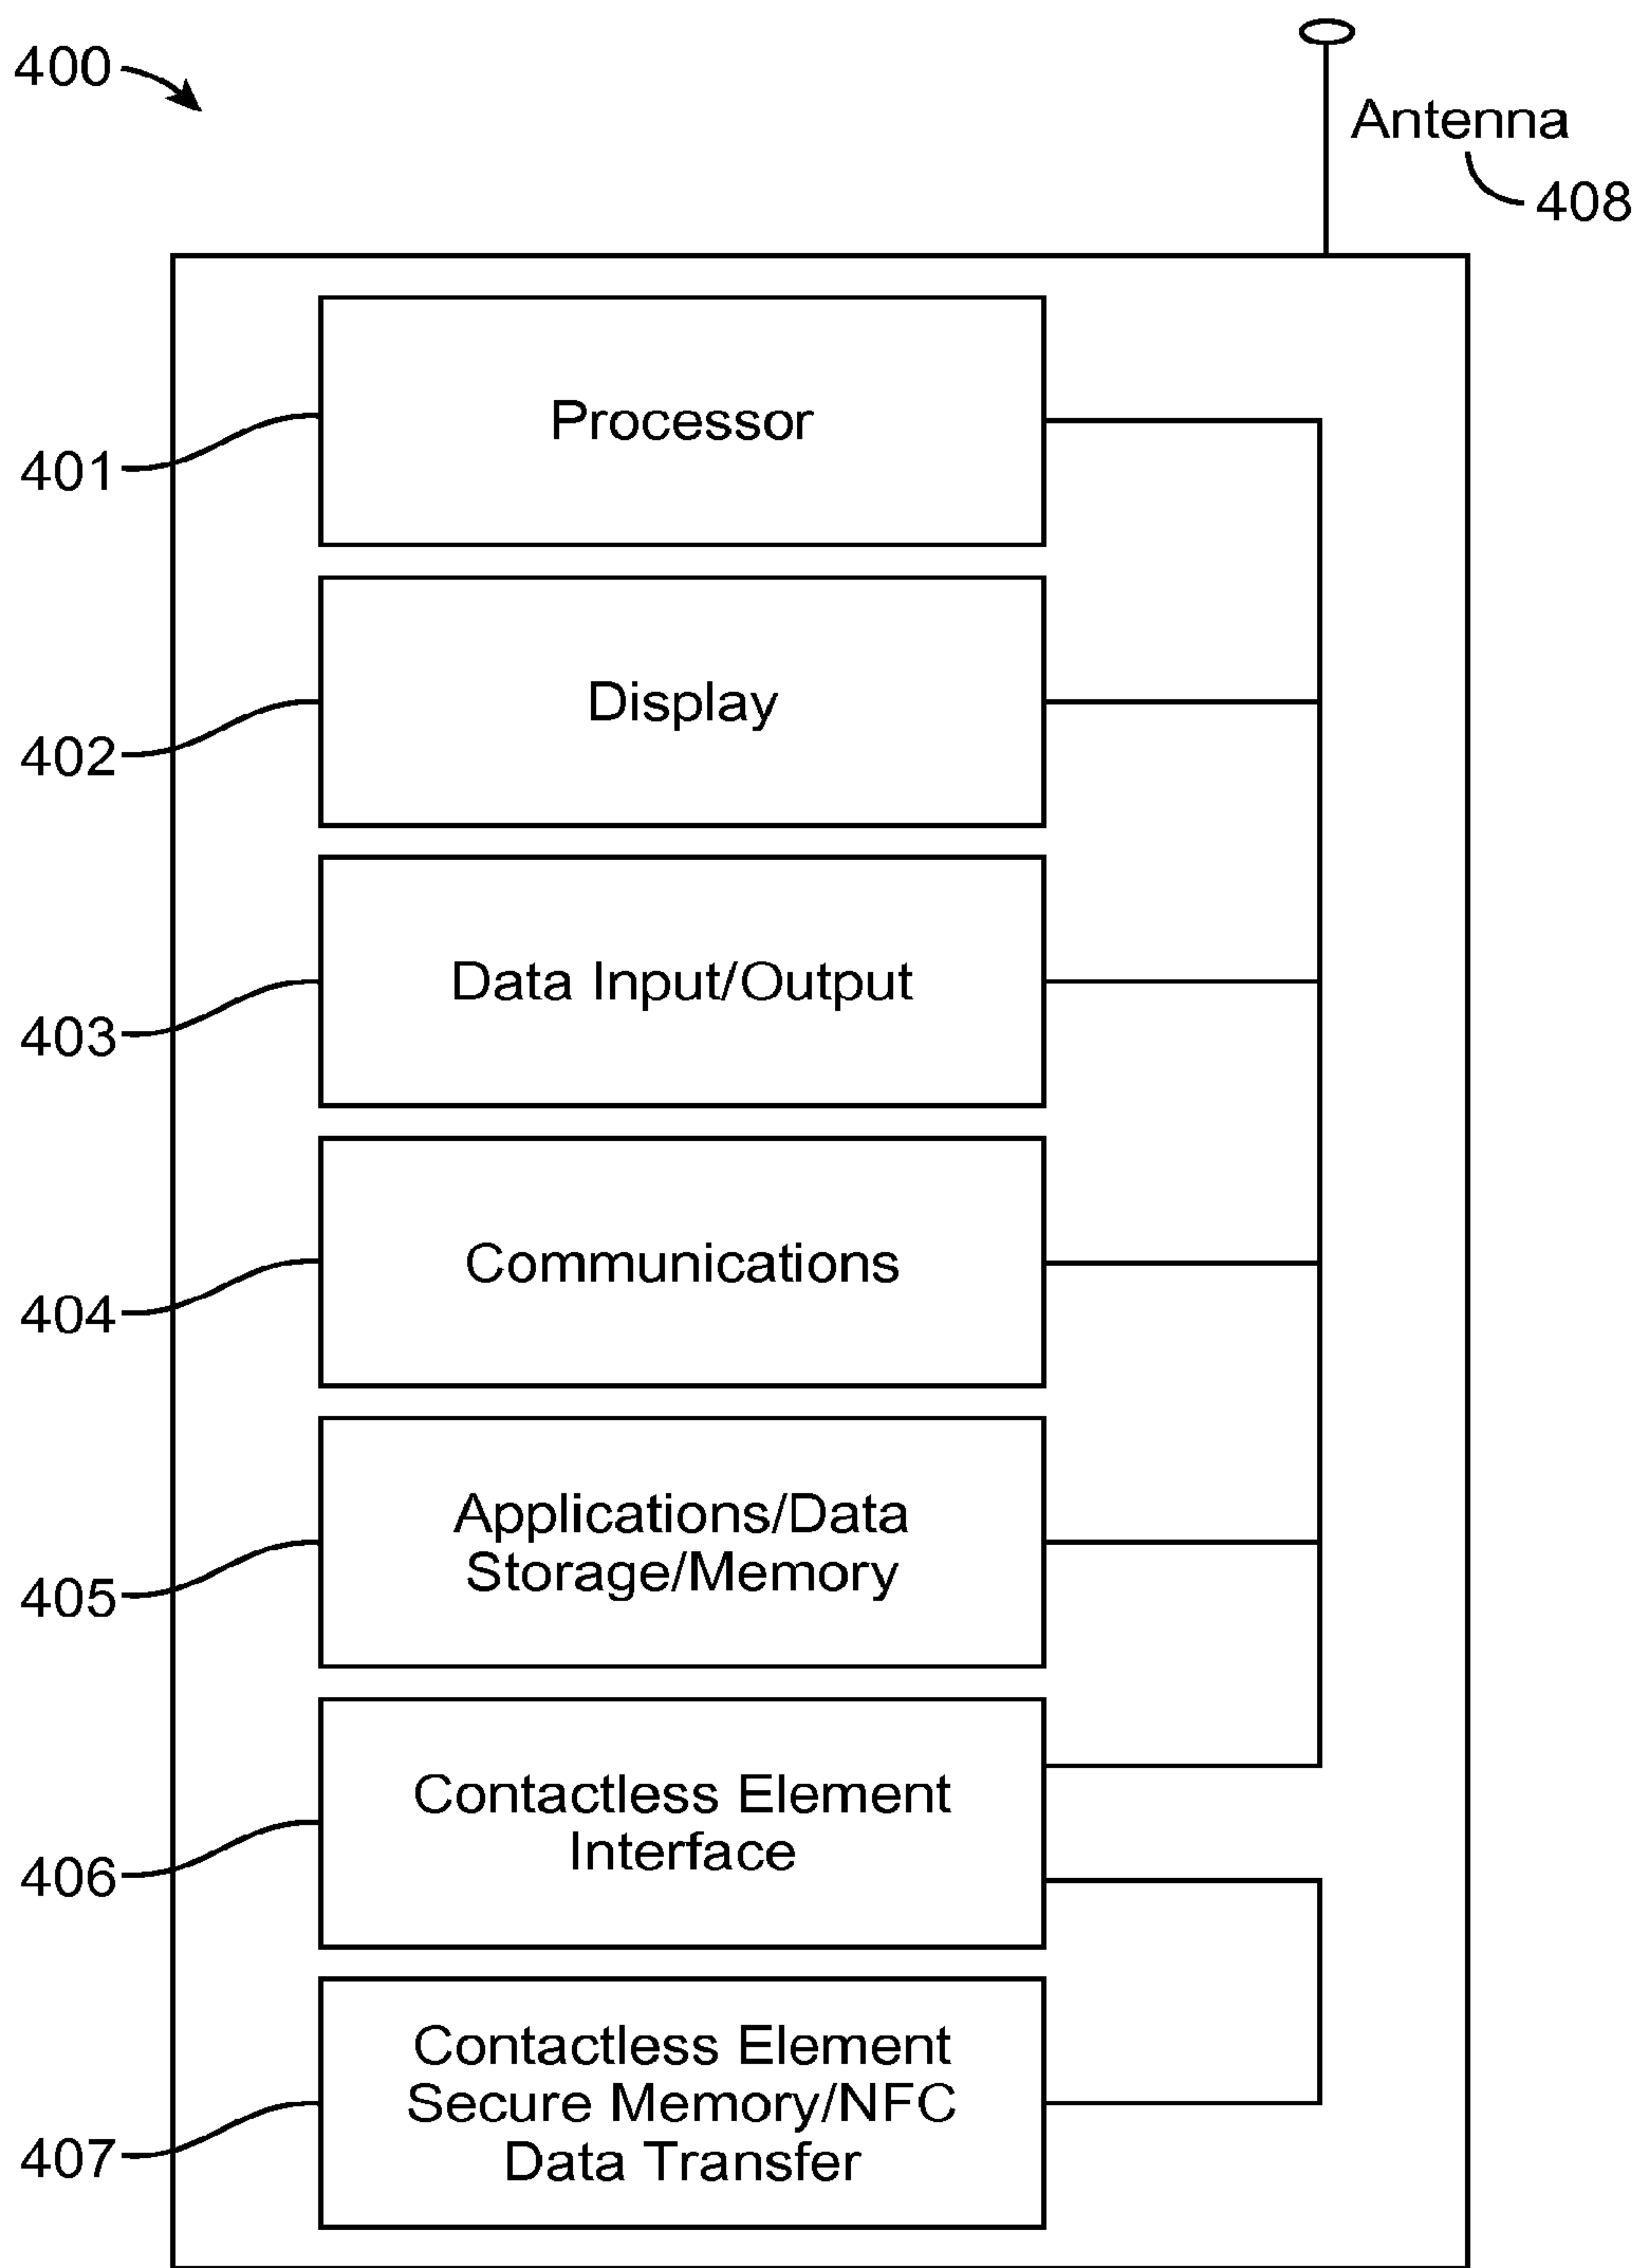 400
Antenna
408
Processor
401
Display
402
Data Input/Output
403
Communications
404
Applications/Data
Storage/Memory
405
Contactless Element
Interface
406
Contactless Element
Secure Memory/NFC
Data Transfer
407